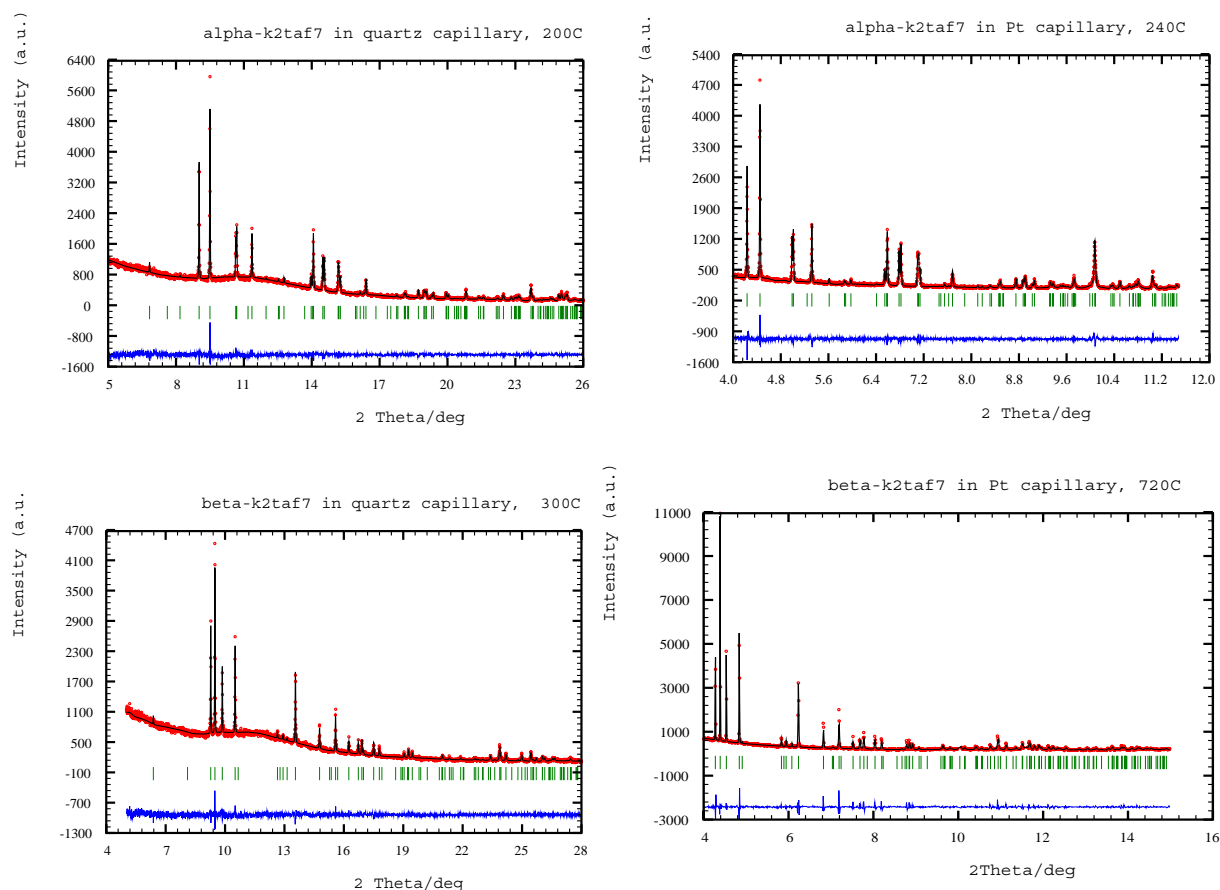 alpha-k2taf7 in quartz capillary, 200C
Intensity (a.u.
6400
5600
4800
4000
3200
2400
1600
800
0
-800
-1600
5 8 11 14 17 20 23 26
2 Theta/deg
alpha-k2taf7 in Pt capillary, 240C
Intensity (a.u.
5400
4700
4000
3300
2600
1900
1200
500
-200
-900
-1600
4.0 4.8 5.6 6.4 7.2 8.0 8.8 9.6 10.4 11.2 12.0
2 Theta/deg
beta-k2taf7 in quartz capillary, 300C
Intensity (a.u.
4700
4100
3500
2900
2300
1700
1100
500
-100
-700
-1300
4 7 10 13 16 19 22 25 28
2 Theta/deg
beta-k2taf7 in Pt capillary, 720C
Intensity (a.u.)
11000
9000
7000
5000
3000
1000
-1000
-3000
4 6 8 10 12 14 16
2Theta/deg